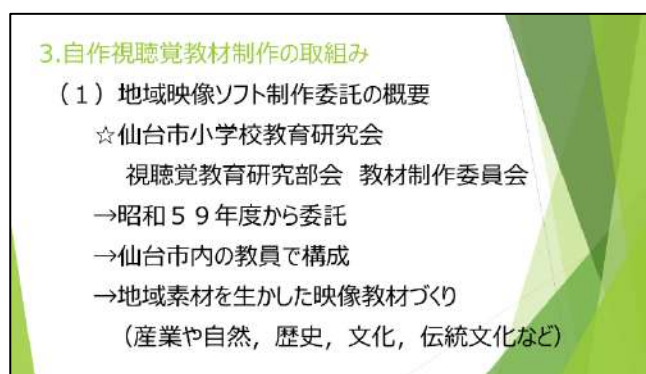 3.自作視聴覚教材制作の取組み
（１）地域映像ソフト制作委託の概要
☆仙台市小学校教育研究会
視聴覚教育研究部会 教材制作委員会
→昭和５９年度から委託
→仙台市内の教員で構成
→地域素材を生かした映像教材づくり
（産業や自然，歴史，文化，伝統文化など）